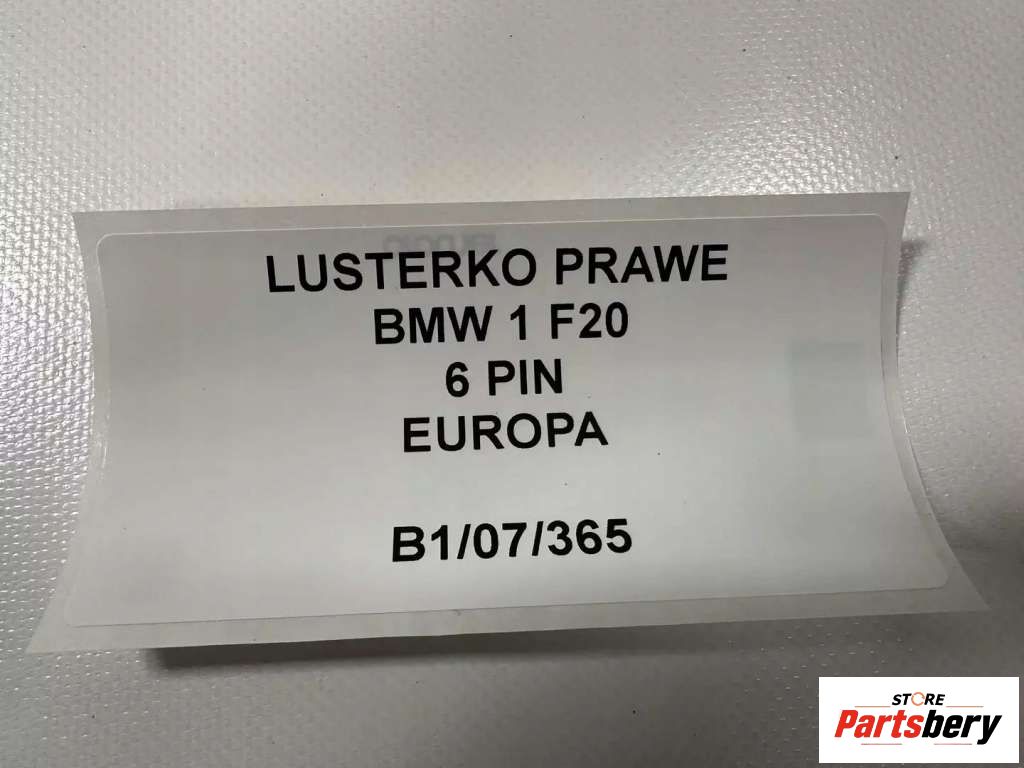 LUSTERKO PRAWE
BMW 1 F20
6 PIN
EUROPA
B1/07/365
STORE
Partsbery